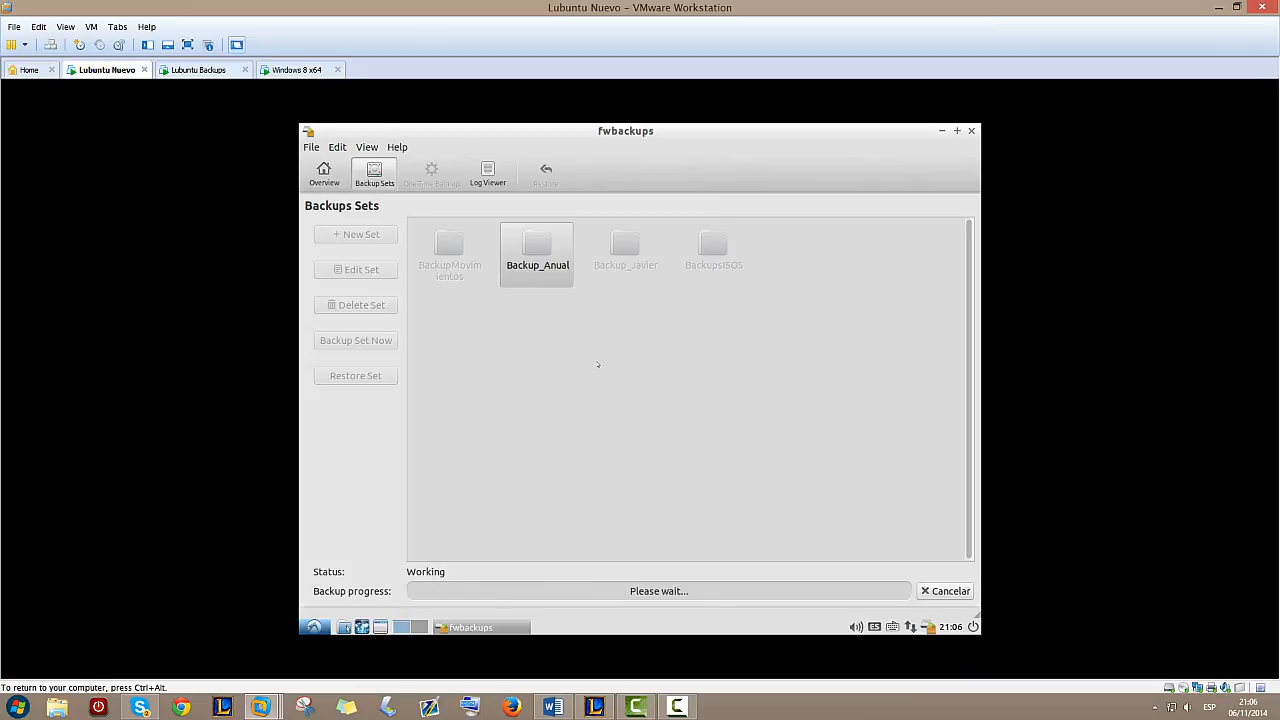 Lubuntu Nuevo - VMware Workstation
File Edit View VM Tabs Help
Home Lubuntu Nuevo Lubuntu Backups Windows 8 x64
fwbackups
File Edit View Help
Overview Backup Sets One-Time Backup Log Viewer Restore
Backups Sets
+ New Set
Edit Set
Delete Set
Backup Set Now
Restore Set
BackupMovim
ientos
Backup_Anual
Backup_Javier
BackupsISOS
Status: Working
Backup progress: Please wait... Cancelar
fwbackups ES 21:06
To return to your computer, press Ctrl+Alt.
ESP
21:06
06/11/2014